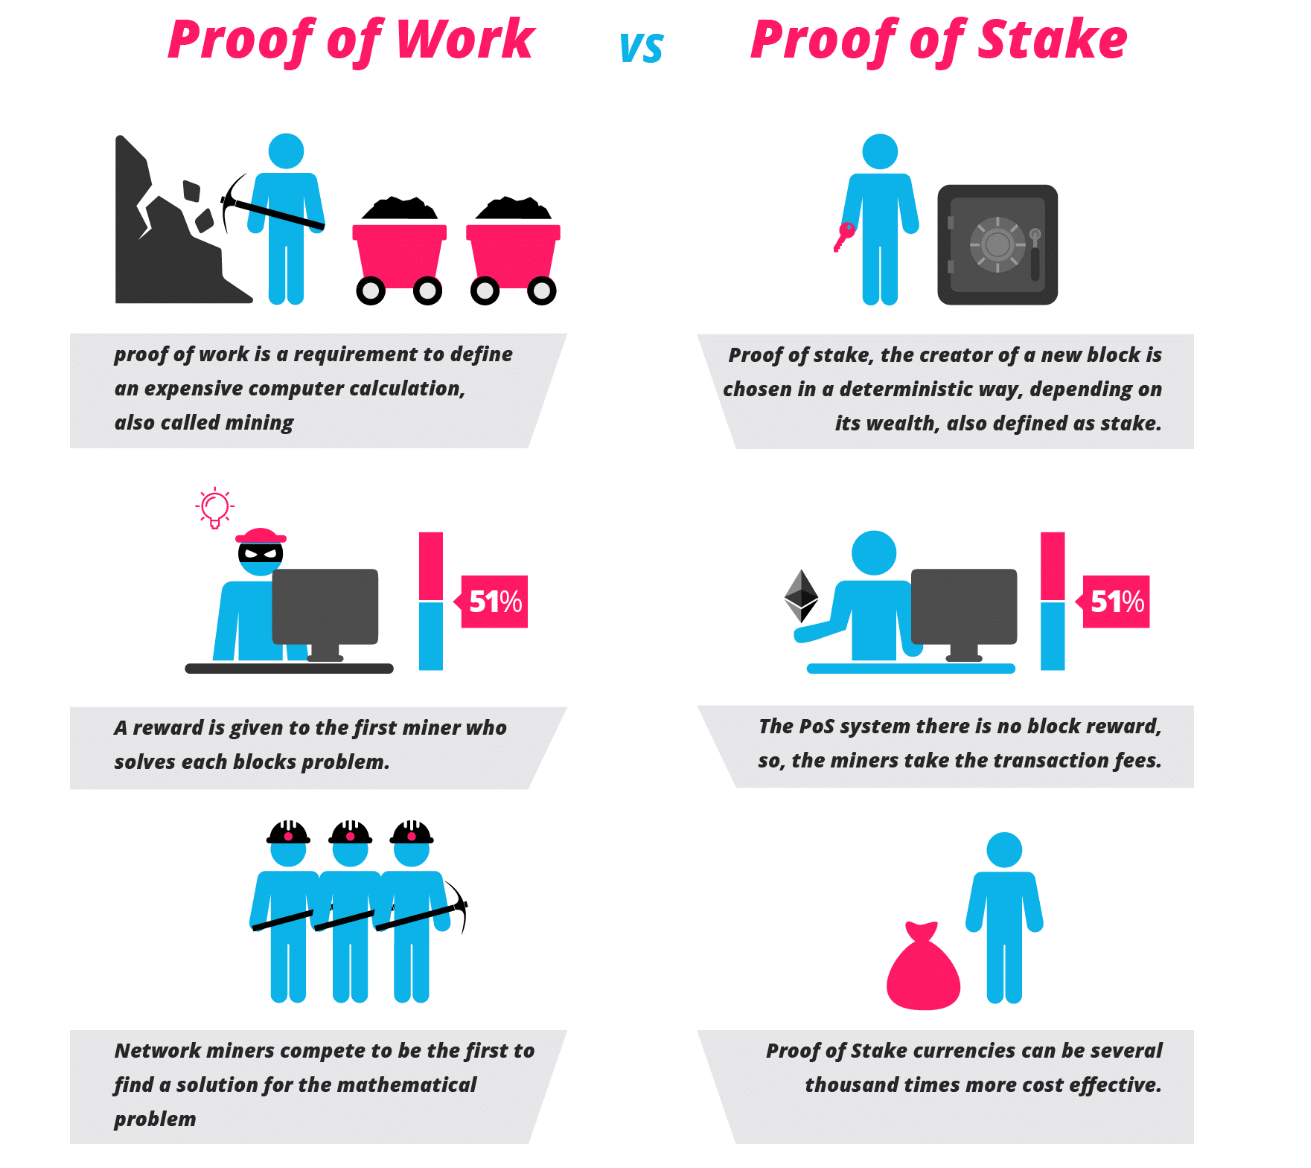 Proof of Work vs Proof of Stake
proof of work is a requirement to define
an expensive computer calculation,
also called mining
Proof of stake, the creator of a new block is
chosen in a deterministic way, depending on
its wealth, also defined as stake.
51%
51%
A reward is given to the first miner who
solves each blocks problem.
The PoS system there is no block reward,
so, the miners take the transaction fees.
Network miners compete to be the first to
find a solution for the mathematical
problem
Proof of Stake currencies can be several
thousand times more cost effective.